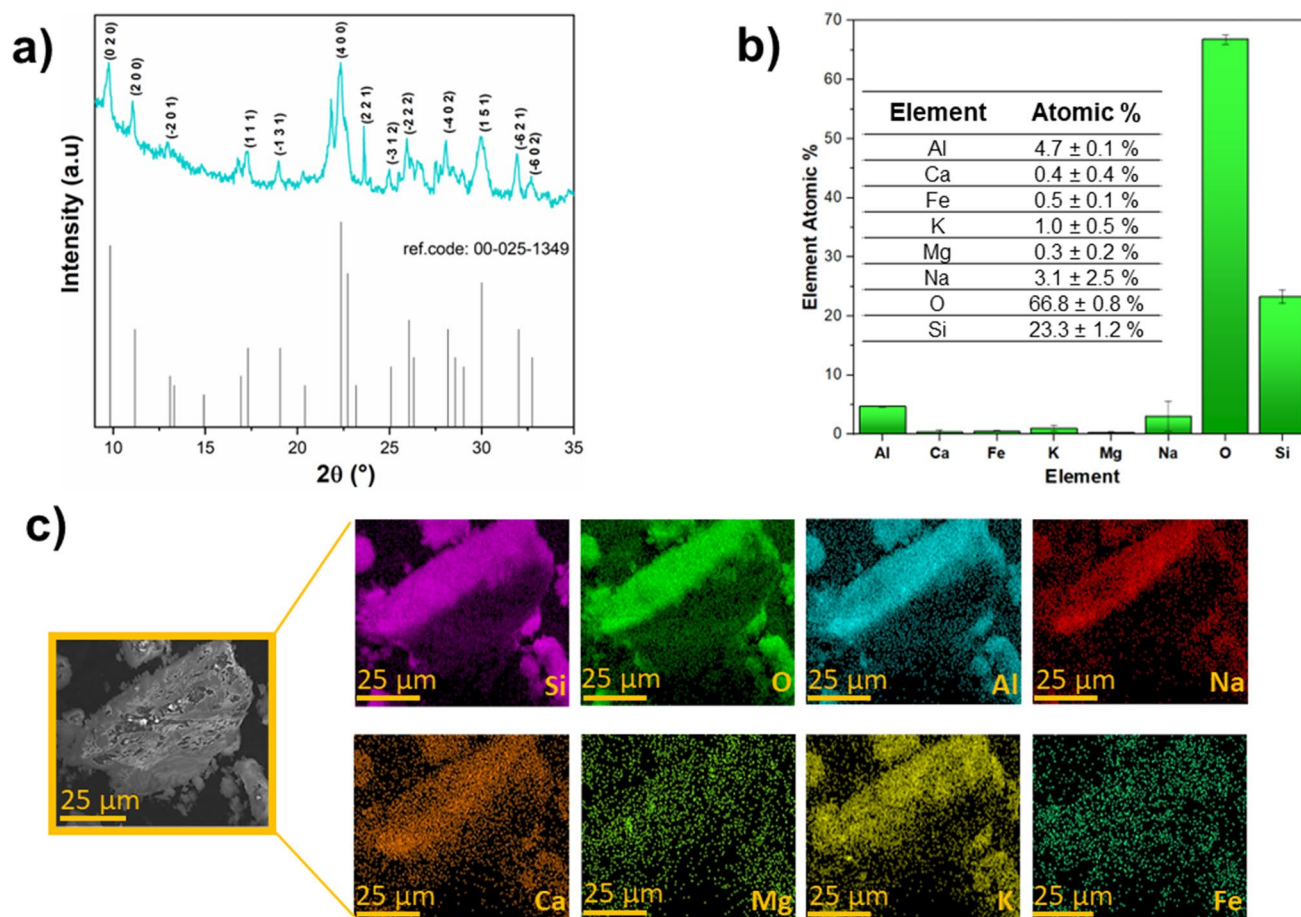 a)
(0 2 0)
(2 0 0)
(-2 0 1)
(1 1 1)
(-1 3 1)
(4 0 0)
(2 2 1)
(-3 1 2)
(-2 2 2)
(-4 0 2)
(1 5 1)
(-6 2 1)
(-6 0 2)
Intensity (a.u)
ref.code: 00-025-1349
10 15 20 25 30 35
2θ (°)
b)
70
60
50
40
30
20
10
0
Element Atomic %
Element Atomic %
Al 4.7 ± 0.1 %
Ca 0.4 ± 0.4 %
Fe 0.5 ± 0.1 %
K 1.0 ± 0.5 %
Mg 0.3 ± 0.2 %
Na 3.1 ± 2.5 %
O 66.8 ± 0.8 %
Si 23.3 ± 1.2 %
Al Ca Fe K Mg Na O Si
Element
c)
25 μm
25 μm Si
25 μm O
25 μm Al
25 μm Na
25 μm Ca
25 μm Mg
25 μm K
25 μm Fe